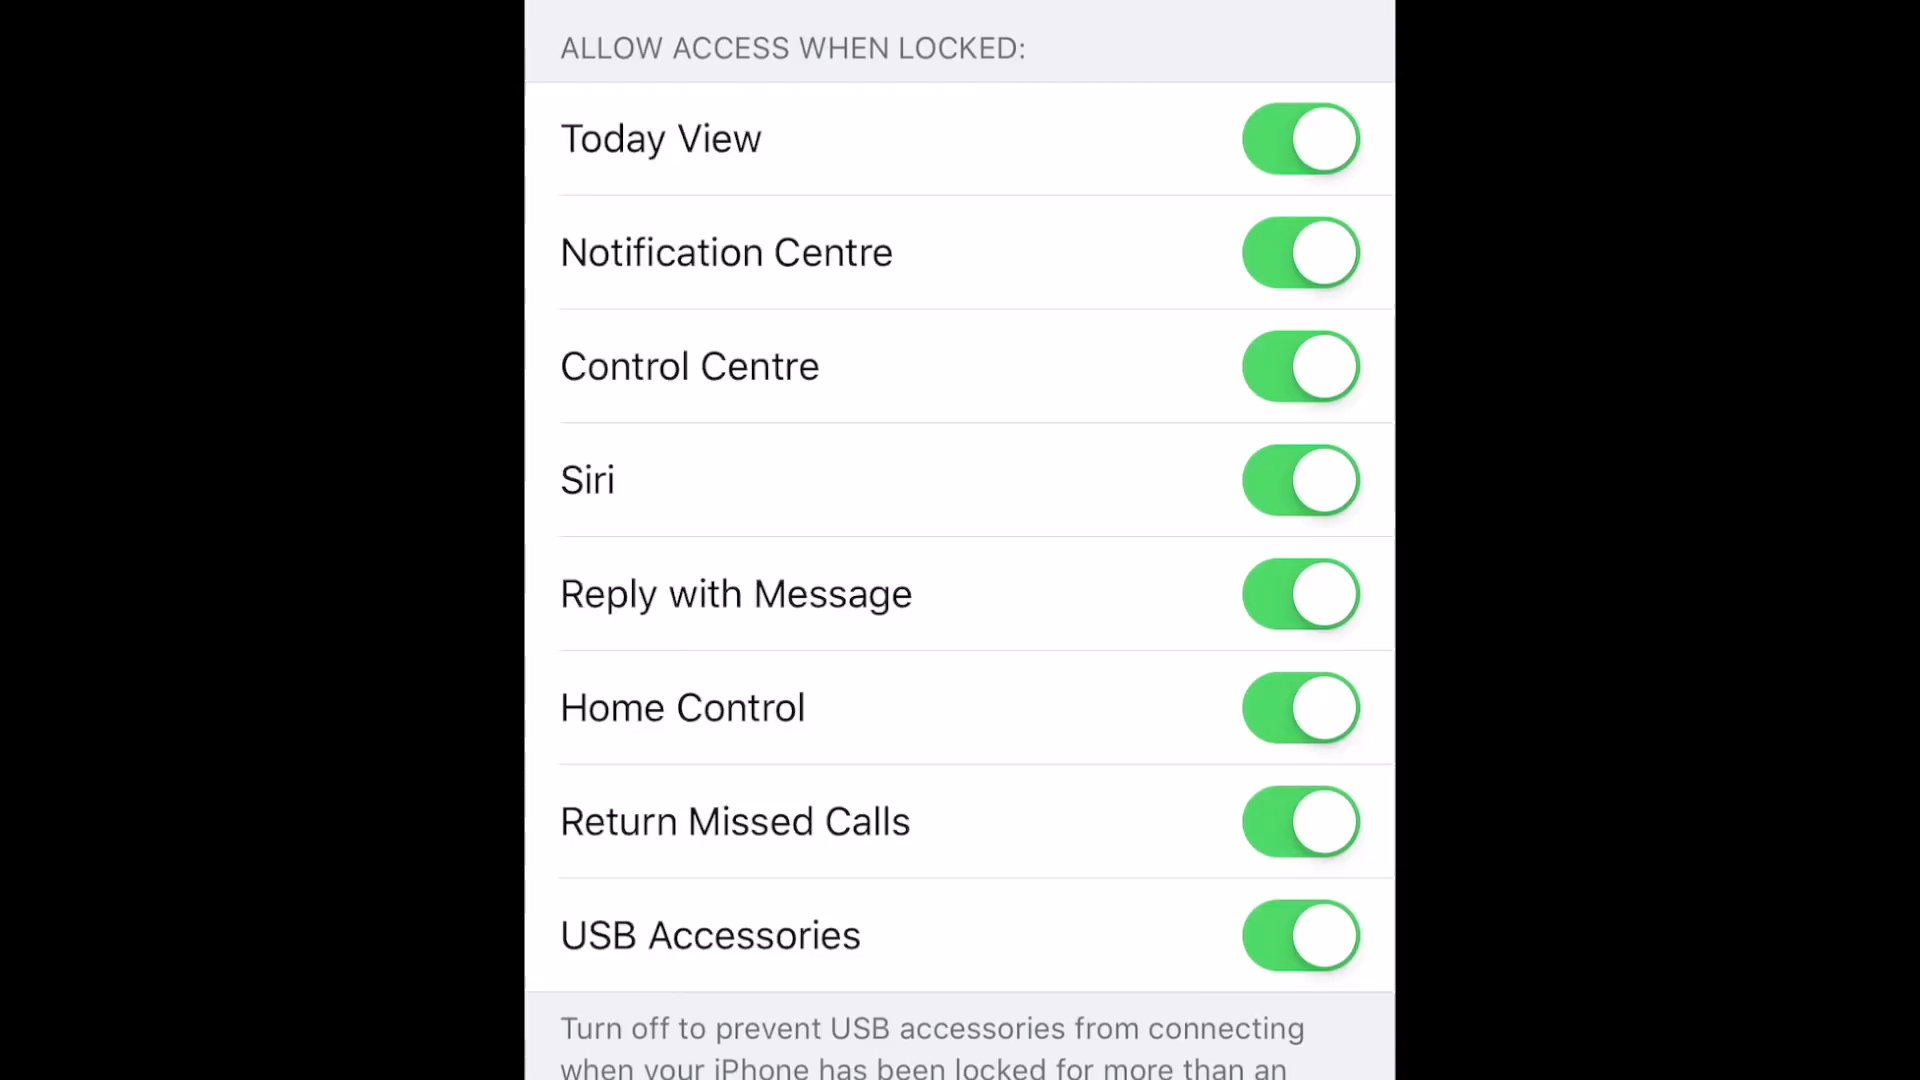 ALLOW ACCESS WHEN LOCKED:
Today View
Notification Centre
Control Centre
Siri
Reply with Message
Home Control
Return Missed Calls
USB Accessories
Turn off to prevent USB accessories from connecting
when your iPhone has been locked for more than an